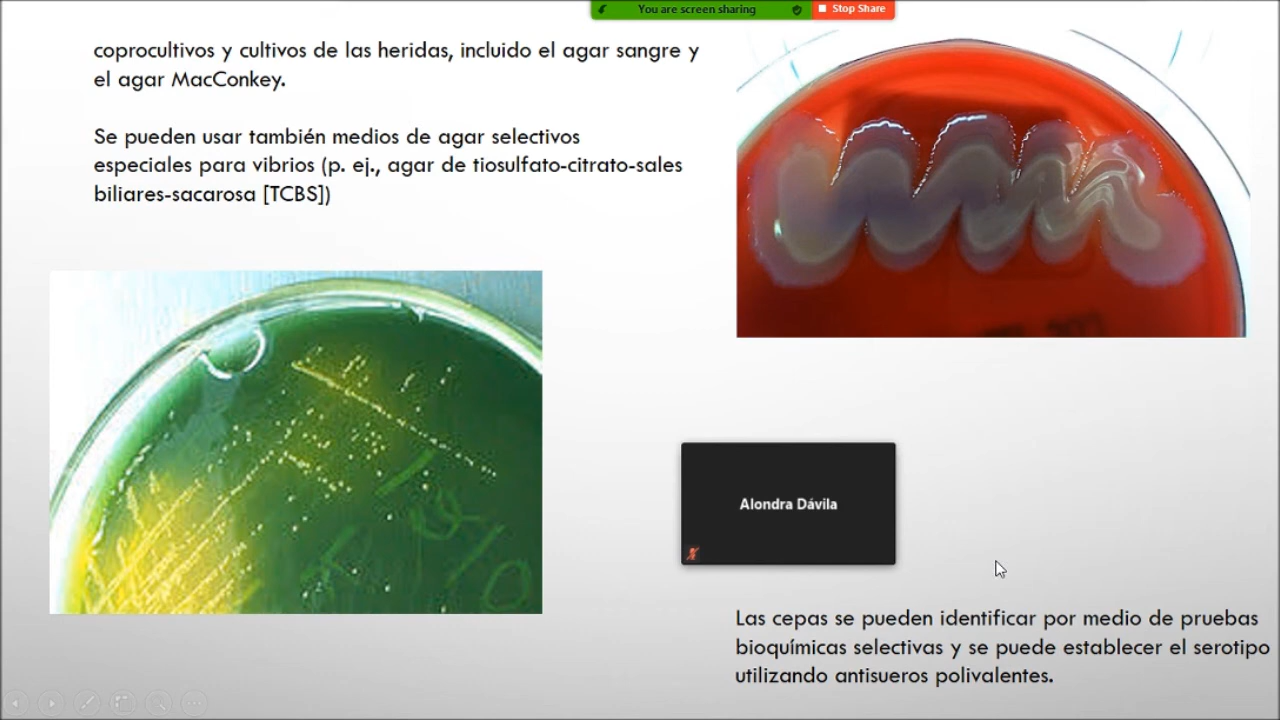 You are screen sharing
Stop Share
coprocultivos y cultivos de las heridas, incluido el agar sangre y
el agar MacConkey.
Se pueden usar también medios de agar selectivos
especiales para vibrios (p. ej., agar de tiosulfato-citrato-sales
biliares-sacarosa [TCBS])
Alondra Dávila
Las cepas se pueden identificar por medio de pruebas
bioquímicas selectivas y se puede establecer el serotipo
utilizando antisueros polivalentes.